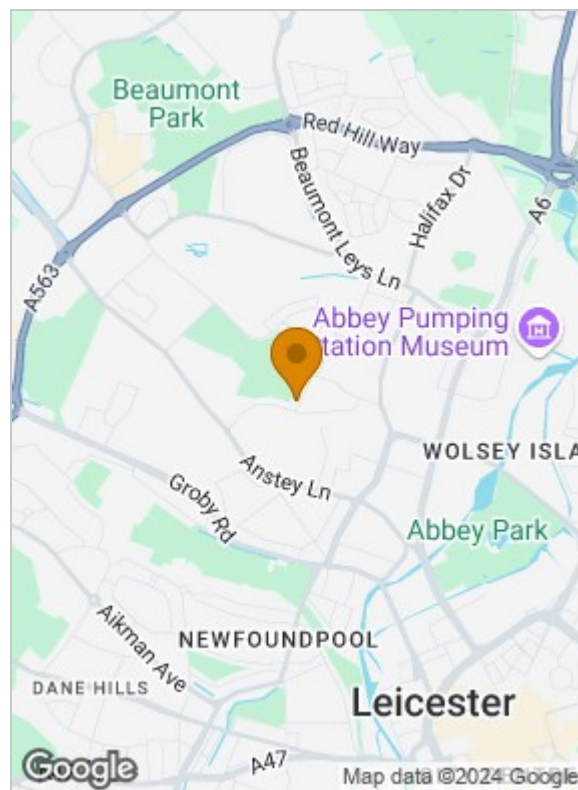 Beaumont
Park
Red Hill Way
Halifax Dr
A6
Beaumont Leys Ln
A563
Abbey Pumping
tation Museum
WOLSEY ISLA
Anstey Ln
Groby Rd
Abbey Park
NEWFOUNDPOOL
Aikman Ave
DANE HILLS
Leicester
A47
Google
Map data ©2024 Google